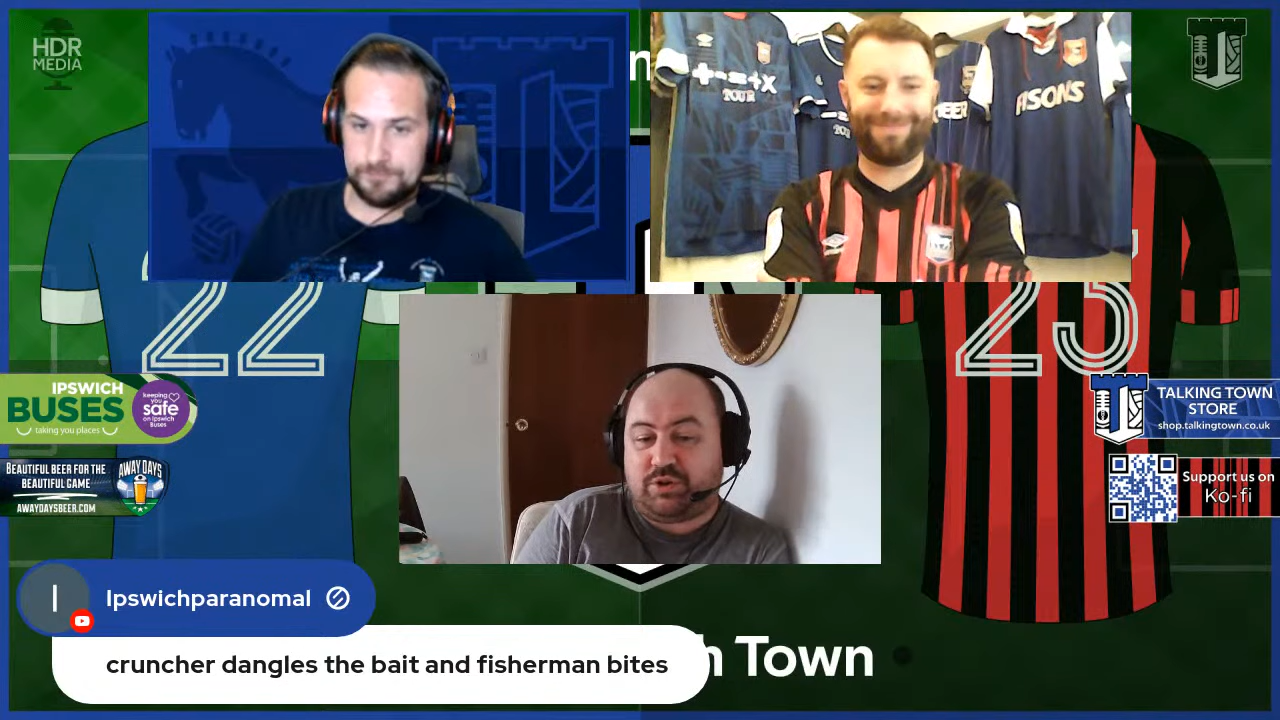 HDR
MEDIA
n
TOUR
FISONS
22
23
IPSWICH
BUSES
taking you places
keeping you
safe
on Ipswich
Buses
BEAUTIFUL BEER FOR THE
BEAUTIFUL GAME
AWAYDAYSBEER.COM
AWAY DAYS
TALKING TOWN
STORE
shop.talkingtown.co.uk
Support us on
Ko-fi
I
Ipswichparanomal
cruncher dangles the bait and fisherman bites
h Town